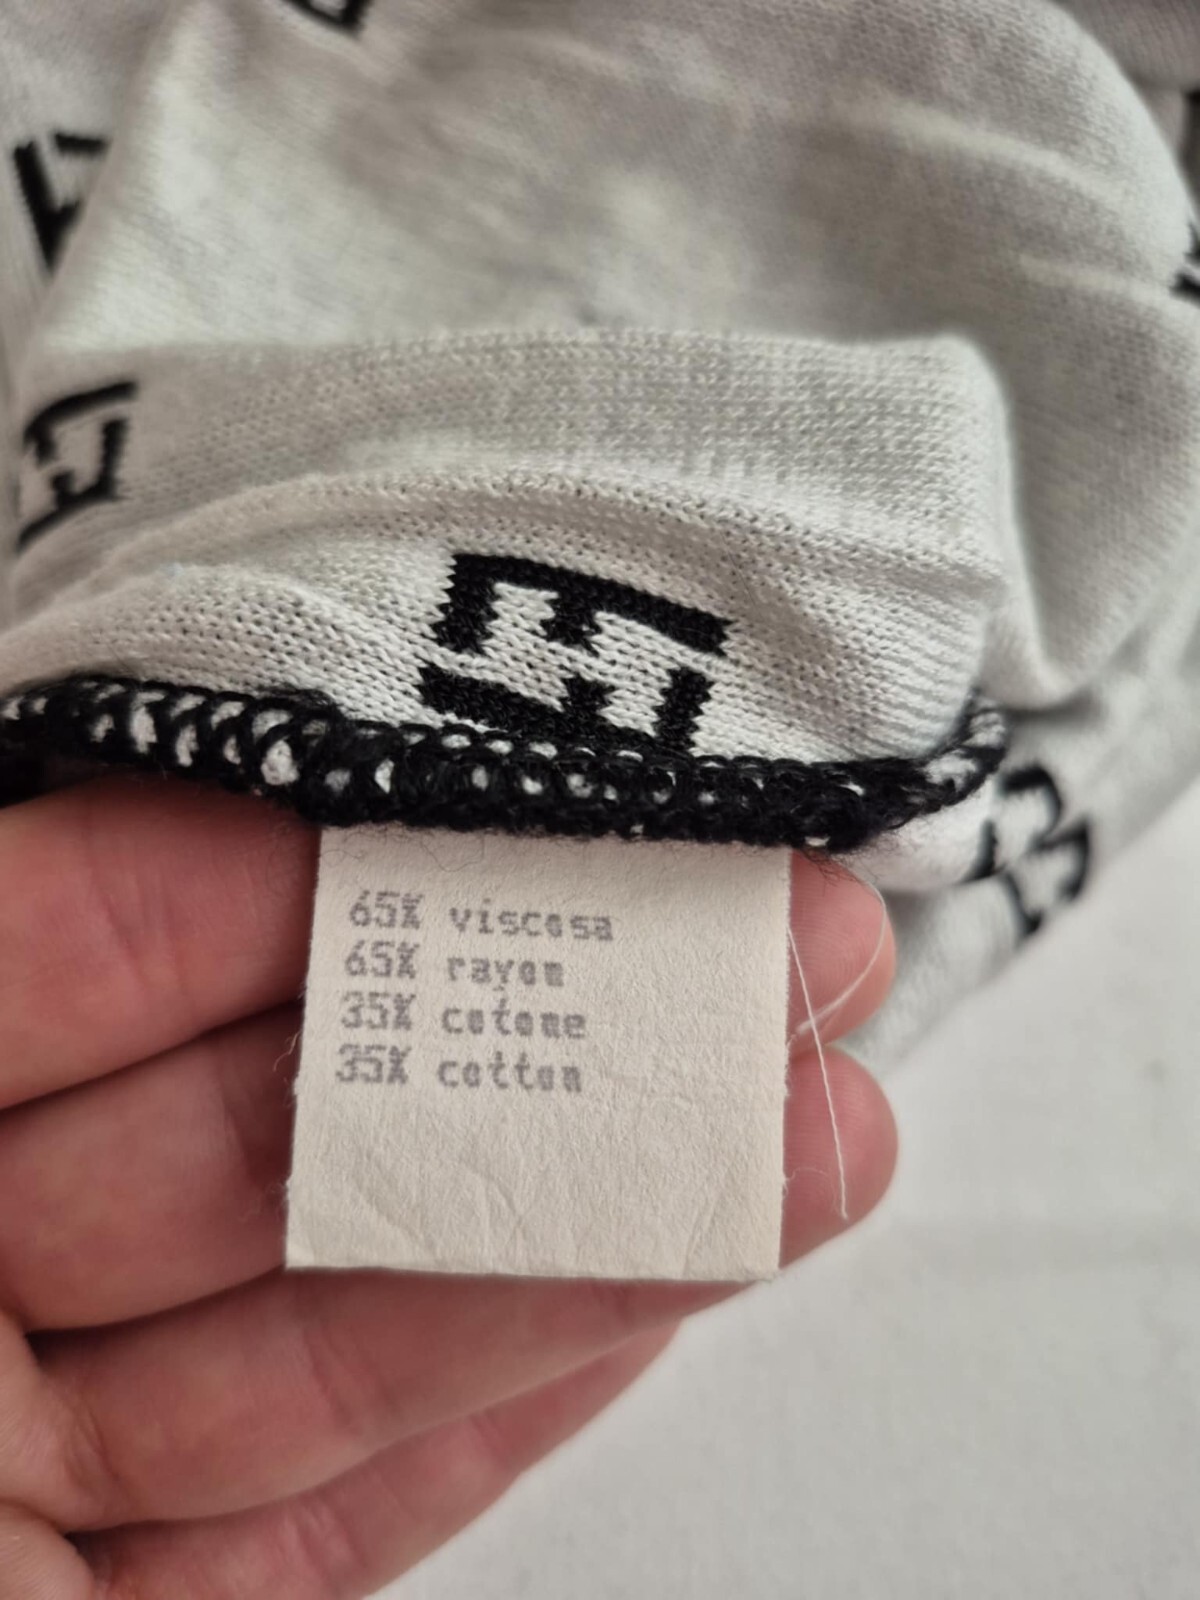 65% viscosa
65% rayon
35% cotone
35% cotton